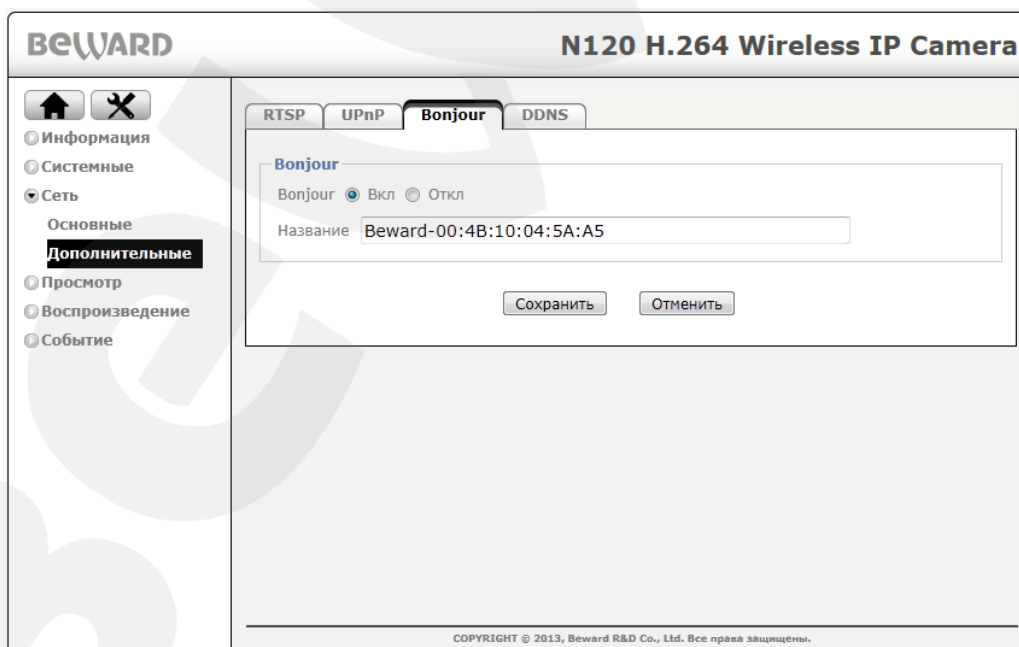 BEWARD
N120 H.264 Wireless IP Camera
Информация
Системные
Сеть
Основные
Дополнительные
Просмотр
Воспроизведение
Событие
RTSP UPnP Bonjour DDNS
Bonjour
Bonjour Вкл Откл
Название Beward-00:4B:10:04:5A:A5
Сохранить Отменить
COPYRIGHT © 2013, Beward R&D Co., Ltd. Все права защищены.